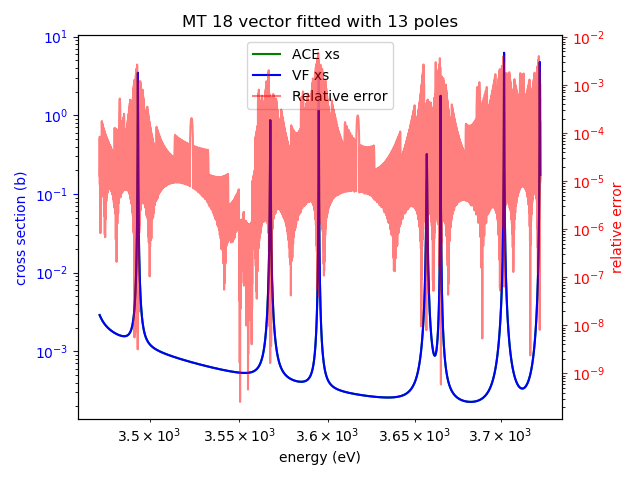 MT 18 vector fitted with 13 poles
ACE xs
VF xs
Relative error
cross section (b)
10¹
10⁰
10⁻¹
10⁻²
10⁻³
relative error
10⁻²
10⁻³
10⁻⁴
10⁻⁵
10⁻⁶
10⁻⁷
10⁻⁸
10⁻⁹
3.5 × 10³ 3.55 × 10³ 3.6 × 10³ 3.65 × 10³ 3.7 × 10³
energy (eV)